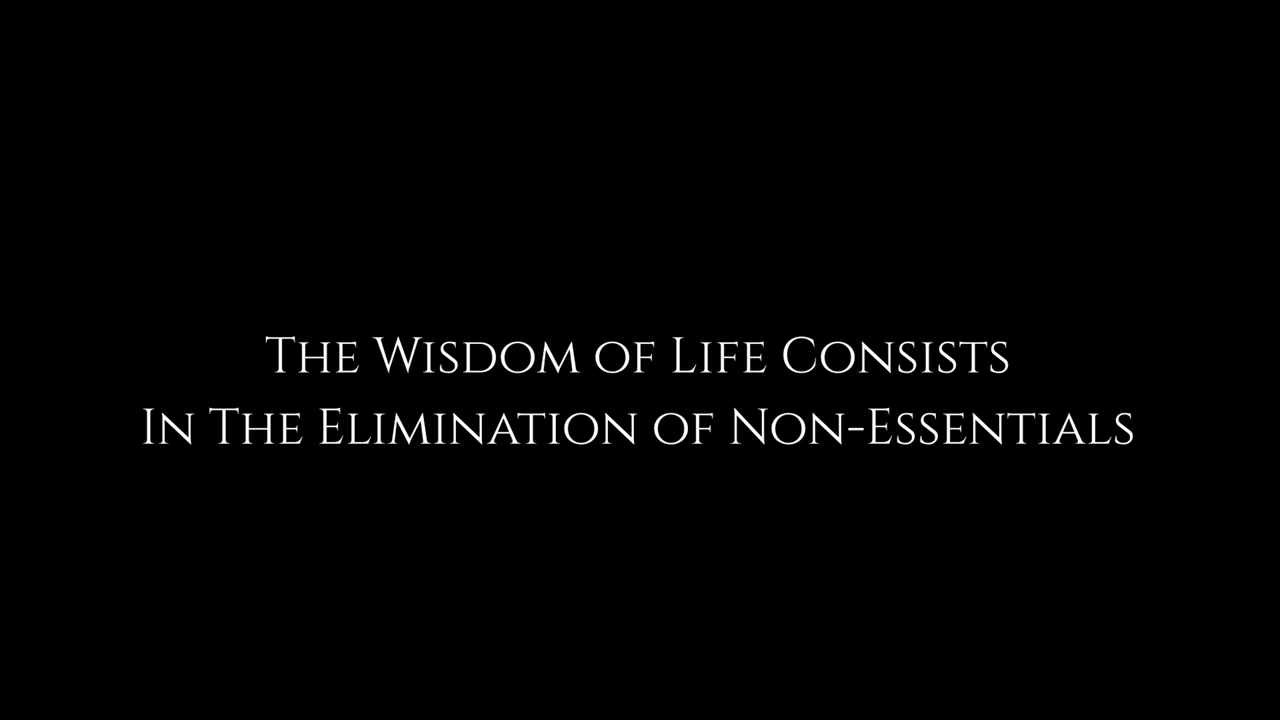 The Wisdom of Life Consists
In The Elimination of Non-Essentials